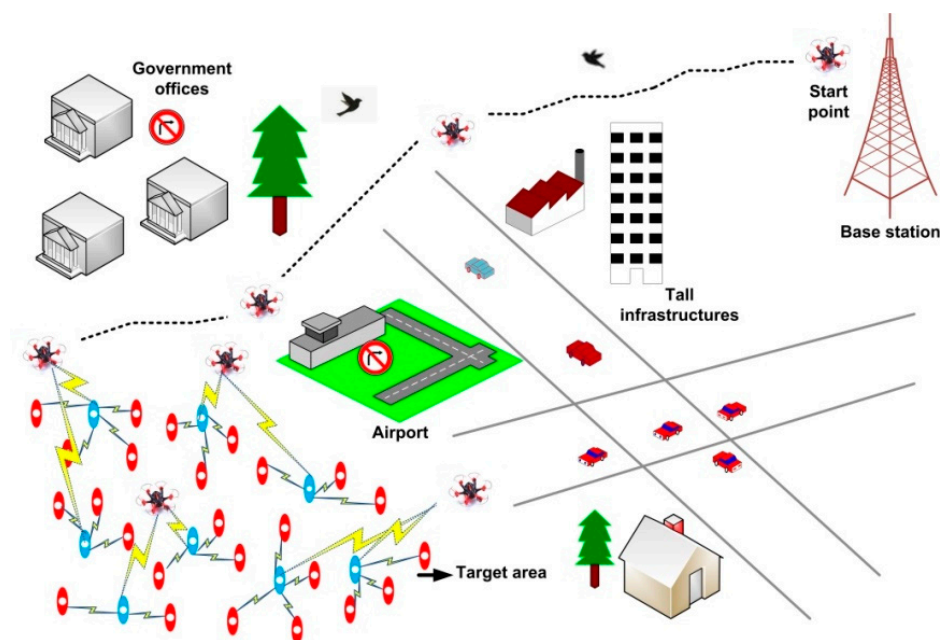 Government
offices
Start
point
Base station
Tall
infrastructures
Airport
Target area